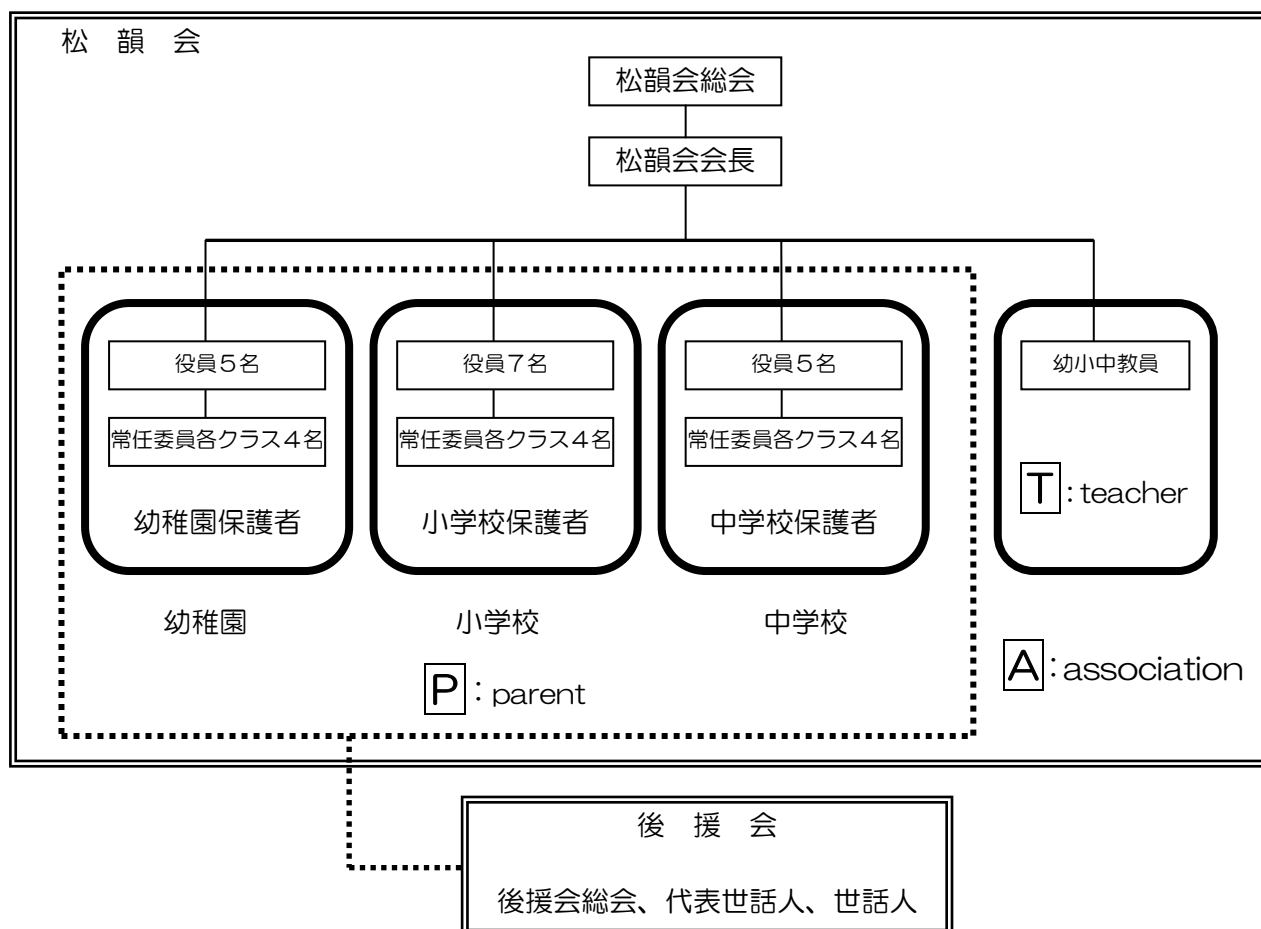 松　韻　会
松韻会総会
松韻会会長
役員５名
役員７名
役員５名
幼小中教員
常任委員各クラス４名
常任委員各クラス４名
常任委員各クラス４名
T：teacher
幼稚園保護者
小学校保護者
中学校保護者
幼稚園
小学校
中学校
A：association
P：parent
後　援　会
後援会総会、代表世話人、世話人